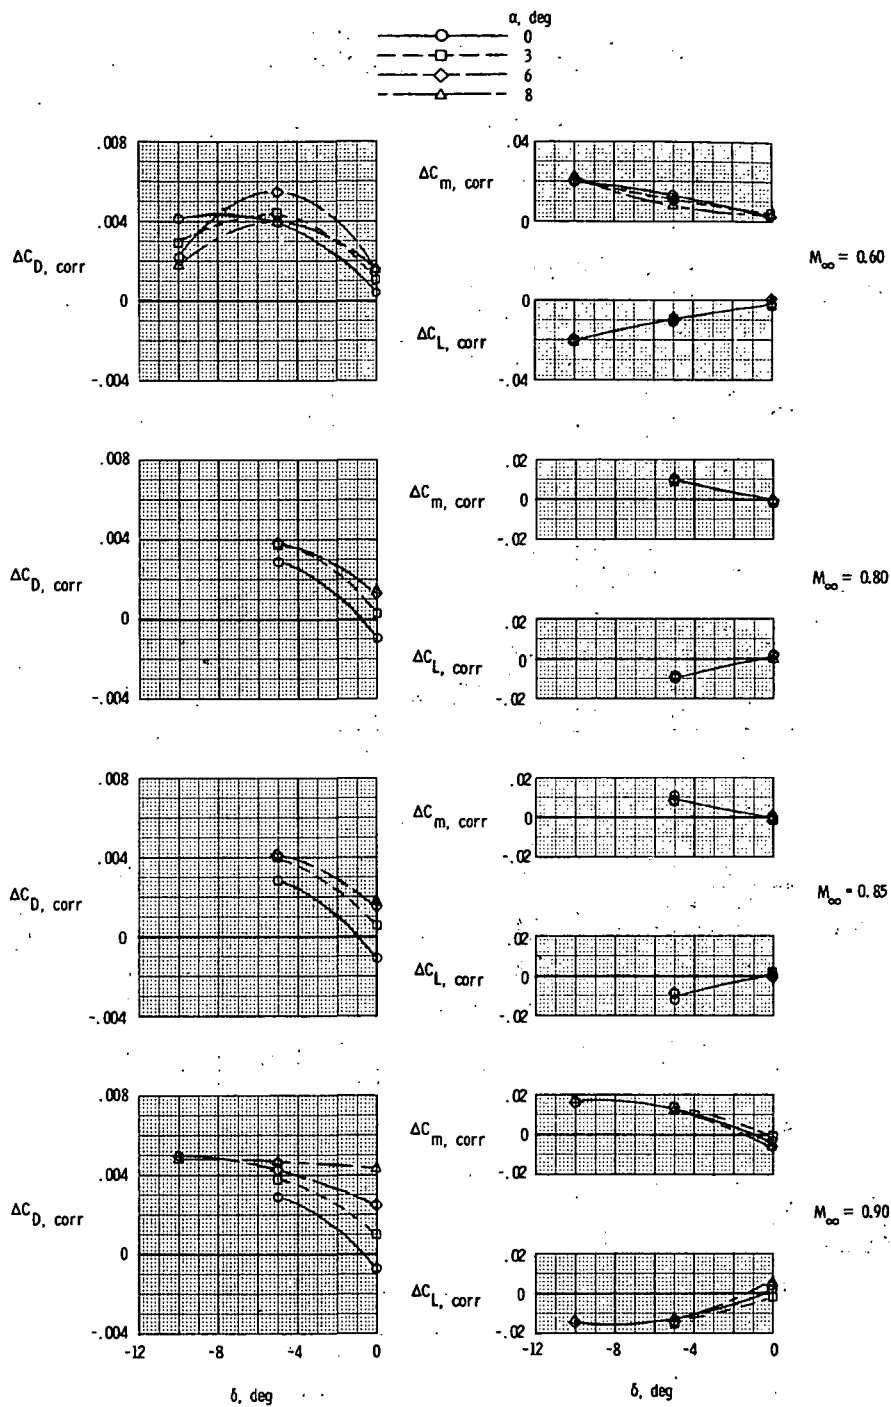 α, deg
0
3
6
8
.008
.004
0
-.004
ΔC_D, corr
.04
0
ΔC_m, corr
0
-.04
ΔC_L, corr
M∞ = 0.60
.008
.004
0
-.004
ΔC_D, corr
.02
0
-.02
ΔC_m, corr
.02
0
-.02
ΔC_L, corr
M∞ = 0.80
.008
.004
0
-.004
ΔC_D, corr
.02
0
-.02
ΔC_m, corr
.02
0
-.02
ΔC_L, corr
M∞ = 0.85
.008
.004
0
-.004
ΔC_D, corr
.02
0
-.02
ΔC_m, corr
.02
0
-.02
ΔC_L, corr
M∞ = 0.90
-12 -8 -4 0
δ, deg
-12 -8 -4 0
δ, deg